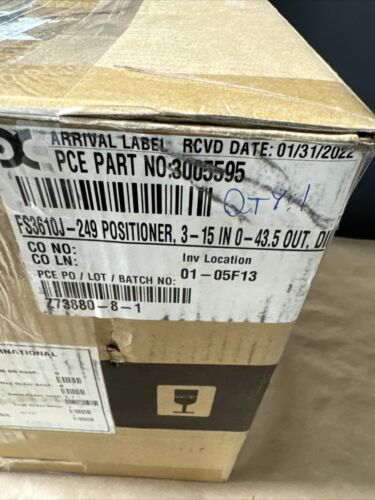 ARRIVAL LABEL RCVD DATE: 01/31/2022
PCE PART NO:3005595
QTY:1
FS3610J-249 POSITIONER, 3-15 IN 0-43.5 OUT, DI
CO NO:
CO LN:
Inv Location
PCE PO / LOT / BATCH NO:
01-05F13
Z73880-8-1